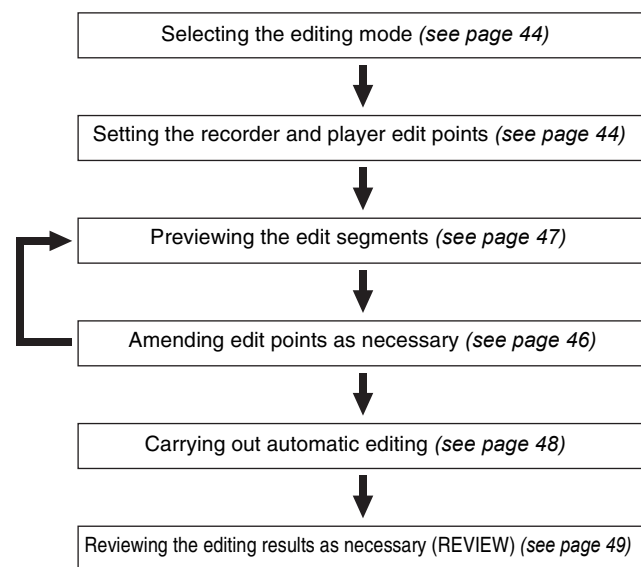 Selecting the editing mode (see page 44)
Setting the recorder and player edit points (see page 44)
Previewing the edit segments (see page 47)
Amending edit points as necessary (see page 46)
Carrying out automatic editing (see page 48)
Reviewing the editing results as necessary (REVIEW) (see page 49)